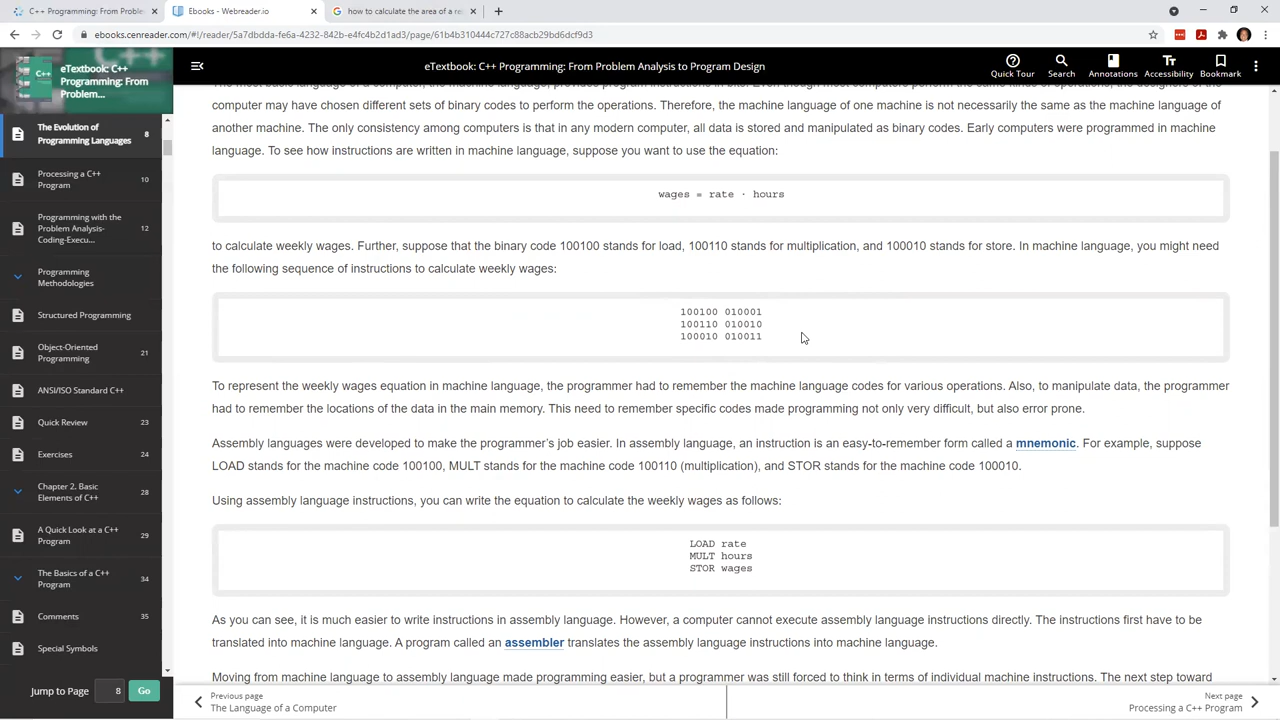 C++ Programming: From Proble
Ebooks - Webreader.io
how to calculate the area of a re
ebooks.cenreader.com/#!/reader/5a7dbdda-fe6a-4232-842b-e4fc4b2d1ad3/page/61b4b310444c727c88acb29bd6dcf9d3
C++
eTextbook: C++
Programming: From
Problem...
eTextbook: C++ Programming: From Problem Analysis to Program Design
Quick Tour
Search
Annotations
Accessibility
Bookmark
The Evolution of
Programming Languages
8
Processing a C++
Program
10
Programming with the
Problem Analysis-
Coding-Execu...
12
Programming
Methodologies
Structured Programming
Object-Oriented
Programming
21
ANSI/ISO Standard C++
Quick Review
23
Exercises
24
Chapter 2. Basic
Elements of C++
28
A Quick Look at a C++
Program
29
The Basics of a C++
Program
34
Comments
35
Special Symbols
Jump to Page
8
Go
computer may have chosen different sets of binary codes to perform the operations. Therefore, the machine language of one machine is not necessarily the same as the machine language of
another machine. The only consistency among computers is that in any modern computer, all data is stored and manipulated as binary codes. Early computers were programmed in machine
language. To see how instructions are written in machine language, suppose you want to use the equation:
wages = rate · hours
to calculate weekly wages. Further, suppose that the binary code 100100 stands for load, 100110 stands for multiplication, and 100010 stands for store. In machine language, you might need
the following sequence of instructions to calculate weekly wages:
100100 010001
100110 010010
100010 010011
To represent the weekly wages equation in machine language, the programmer had to remember the machine language codes for various operations. Also, to manipulate data, the programmer
had to remember the locations of the data in the main memory. This need to remember specific codes made programming not only very difficult, but also error prone.
Assembly languages were developed to make the programmer's job easier. In assembly language, an instruction is an easy-to-remember form called a mnemonic. For example, suppose
LOAD stands for the machine code 100100, MULT stands for the machine code 100110 (multiplication), and STOR stands for the machine code 100010.
Using assembly language instructions, you can write the equation to calculate the weekly wages as follows:
LOAD rate
MULT hours
STOR wages
As you can see, it is much easier to write instructions in assembly language. However, a computer cannot execute assembly language instructions directly. The instructions first have to be
translated into machine language. A program called an assembler translates the assembly language instructions into machine language.
Moving from machine language to assembly language made programming easier, but a programmer was still forced to think in terms of individual machine instructions. The next step toward
Previous page
The Language of a Computer
Next page
Processing a C++ Program